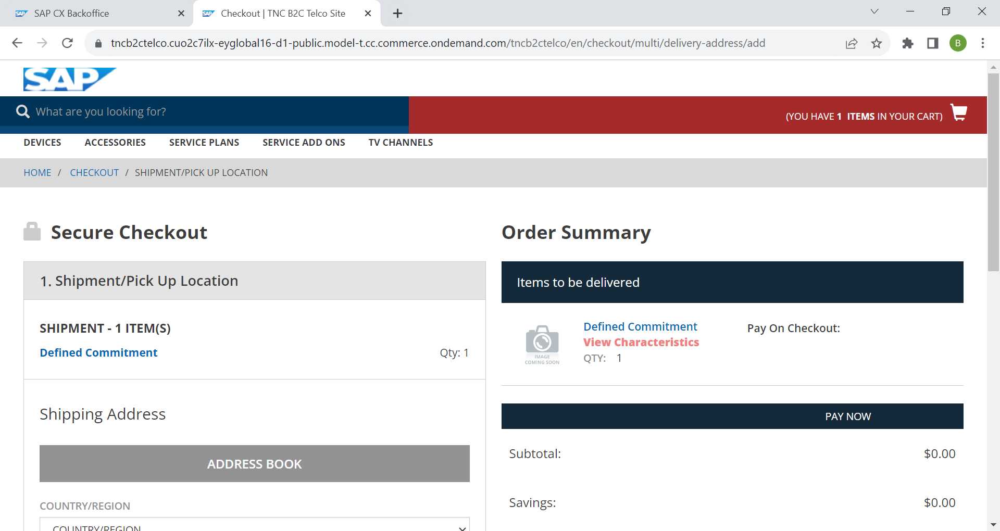 SAP SAP CX Backoffice
SAP Checkout | TNC B2C Telco Site
tncb2ctelco.cuo2c7ilx-eyglobal16-d1-public.model-t.cc.commerce.ondemand.com/tncb2ctelco/en/checkout/multi/delivery-address/add
B
SAP
What are you looking for?
(YOU HAVE 1 ITEMS IN YOUR CART)
DEVICES ACCESSORIES SERVICE PLANS SERVICE ADD ONS TV CHANNELS
HOME / CHECKOUT / SHIPMENT/PICK UP LOCATION
Secure Checkout
1. Shipment/Pick Up Location
SHIPMENT - 1 ITEM(S)
Defined Commitment Qty: 1
Shipping Address
ADDRESS BOOK
COUNTRY/REGION
COUNTRY/REGION
Order Summary
Items to be delivered
IMAGE
COMING SOON
Defined Commitment
View Characteristics
QTY: 1
Pay On Checkout:
PAY NOW
Subtotal: $0.00
Savings: $0.00